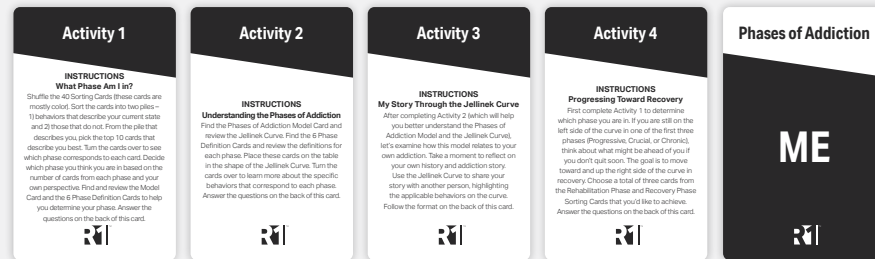 Activity 1
INSTRUCTIONS
What Phase Am I in?
Shuffle the 40 Sorting Cards (these cards are
mostly color). Sort the cards into two piles –
1) behaviors that describe your current state
and 2) those that do not. From the pile that
describes you, pick the top 10 cards that
describe you best. Turn the cards over to see
which phase corresponds to each card. Decide
which phase you think you are in based on the
number of cards from each phase and your
own perspective. Find and review the Model
Card and the 6 Phase Definition Cards to help
you determine your phase. Answer the
questions on the back of this card.
R1
Activity 2
INSTRUCTIONS
Understanding the Phases of Addiction
Find the Phases of Addiction Model Card and
review the Jellinek Curve. Find the 6 Phase
Definition Cards and review the definitions for
each phase. Place these cards on the table
in the shape of the Jellinek Curve. Turn the
cards over to learn more about the specific
behaviors that correspond to each phase.
Answer the questions on the back of this card.
R1
Activity 3
INSTRUCTIONS
My Story Through the Jellinek Curve
After completing Activity 2 (which will help
you better understand the Phases of
Addiction Model and the Jellinek Curve),
let's examine how this model relates to your
own addiction. Take a moment to reflect on
your own history and addiction story.
Use the Jellinek Curve to share your
story with another person, highlighting
the applicable behaviors on the curve.
Follow the format on the back of this card.
R1
Activity 4
INSTRUCTIONS
Progressing Toward Recovery
First complete Activity 1 to determine
which phase you are in. If you are still on the
left side of the curve in one of the first three
phases (Progressive, Crucial, or Chronic),
think about what might be ahead of you if
you don't quit soon. The goal is to move
toward and up the right side of the curve in
recovery. Choose a total of three cards from
the Rehabilitation Phase and Recovery Phase
Sorting Cards that you'd like to achieve.
Answer the questions on the back of this card.
R1
Phases of Addiction
ME
R1